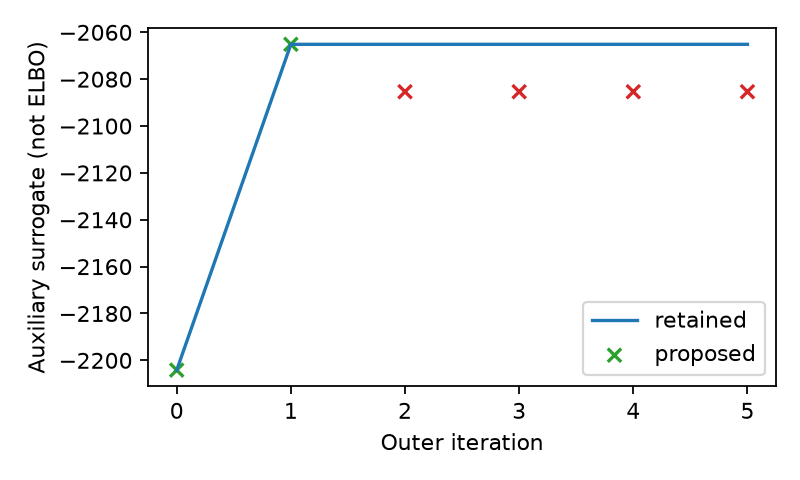 Auxiliary surrogate (not ELBO)
−2060
−2080
−2100
−2120
−2140
−2160
−2180
−2200
retained
proposed
0 1 2 3 4 5
Outer iteration